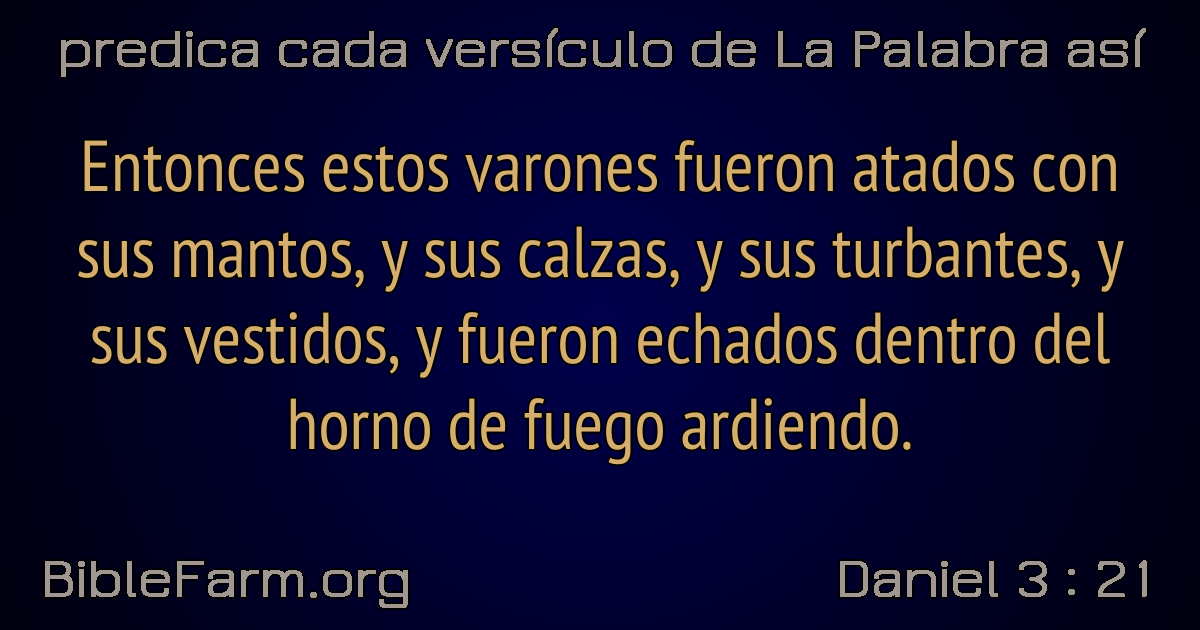 predica cada versículo de La Palabra así
Entonces estos varones fueron atados con
sus mantos, y sus calzas, y sus turbantes, y
sus vestidos, y fueron echados dentro del
horno de fuego ardiendo.
BibleFarm.org
Daniel 3 : 21